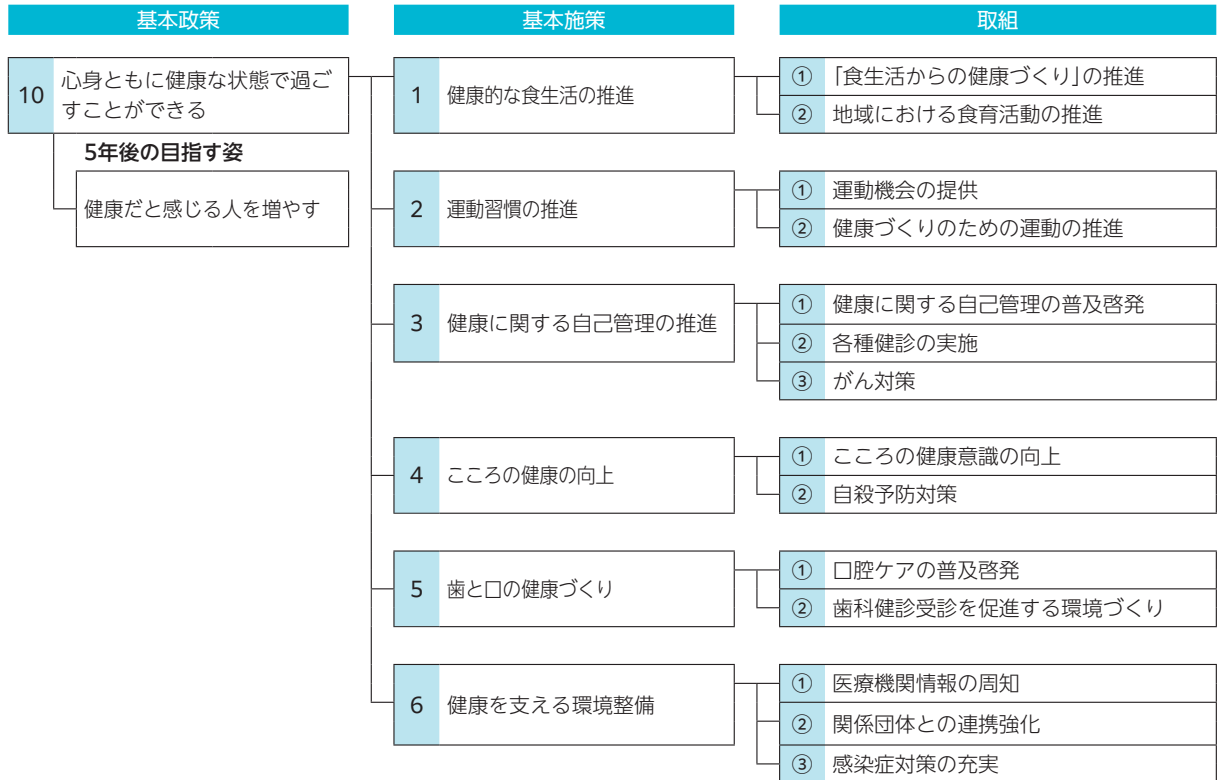 基本政策
基本施策
取組
10 心身ともに健康な状態で過ご
すことができる
5年後の目指す姿
健康だと感じる人を増やす
1 健康的な食生活の推進
① 「食生活からの健康づくり」の推進
② 地域における食育活動の推進
2 運動習慣の推進
① 運動機会の提供
② 健康づくりのための運動の推進
3 健康に関する自己管理の推進
① 健康に関する自己管理の普及啓発
② 各種健診の実施
③ がん対策
4 こころの健康の向上
① こころの健康意識の向上
② 自殺予防対策
5 歯と口の健康づくり
① 口腔ケアの普及啓発
② 歯科健診受診を促進する環境づくり
6 健康を支える環境整備
① 医療機関情報の周知
② 関係団体との連携強化
③ 感染症対策の充実